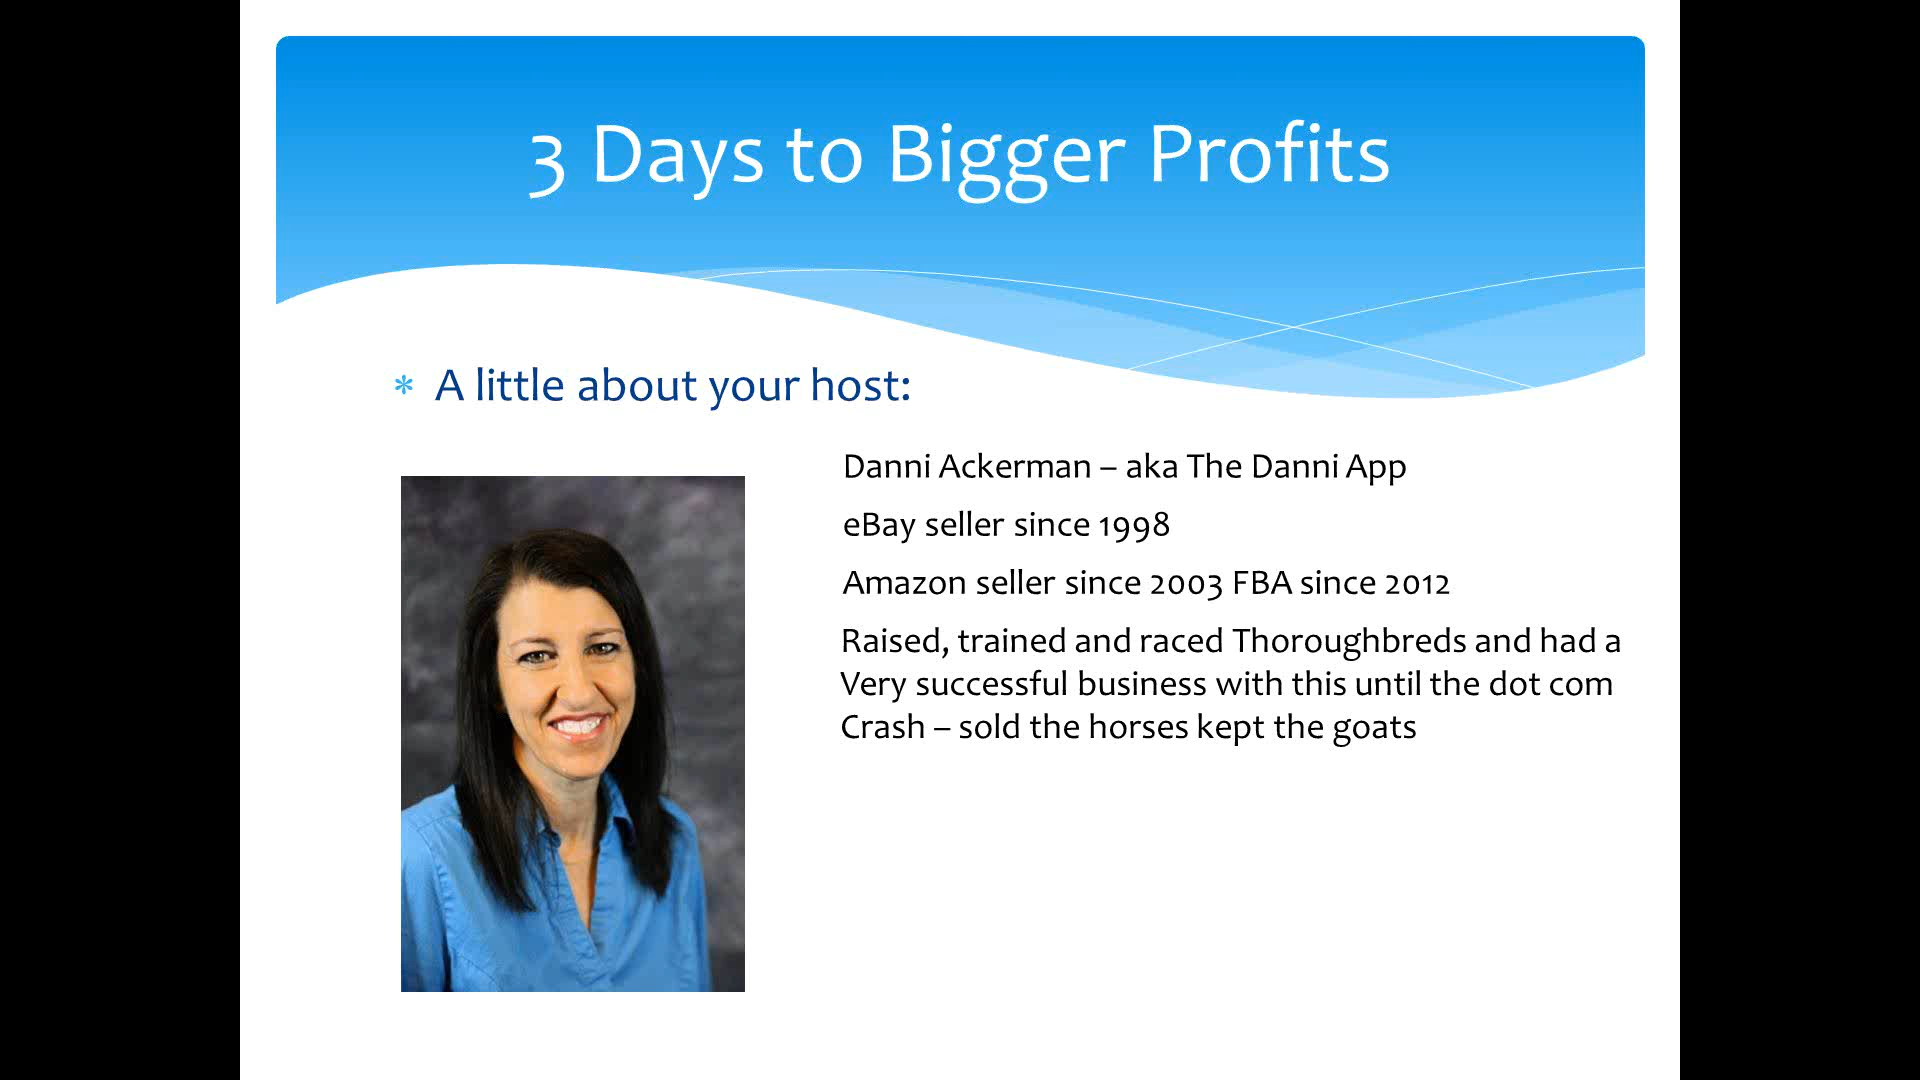 3 Days to Bigger Profits
* A little about your host:
Danni Ackerman – aka The Danni App
eBay seller since 1998
Amazon seller since 2003 FBA since 2012
Raised, trained and raced Thoroughbreds and had a
Very successful business with this until the dot com
Crash – sold the horses kept the goats